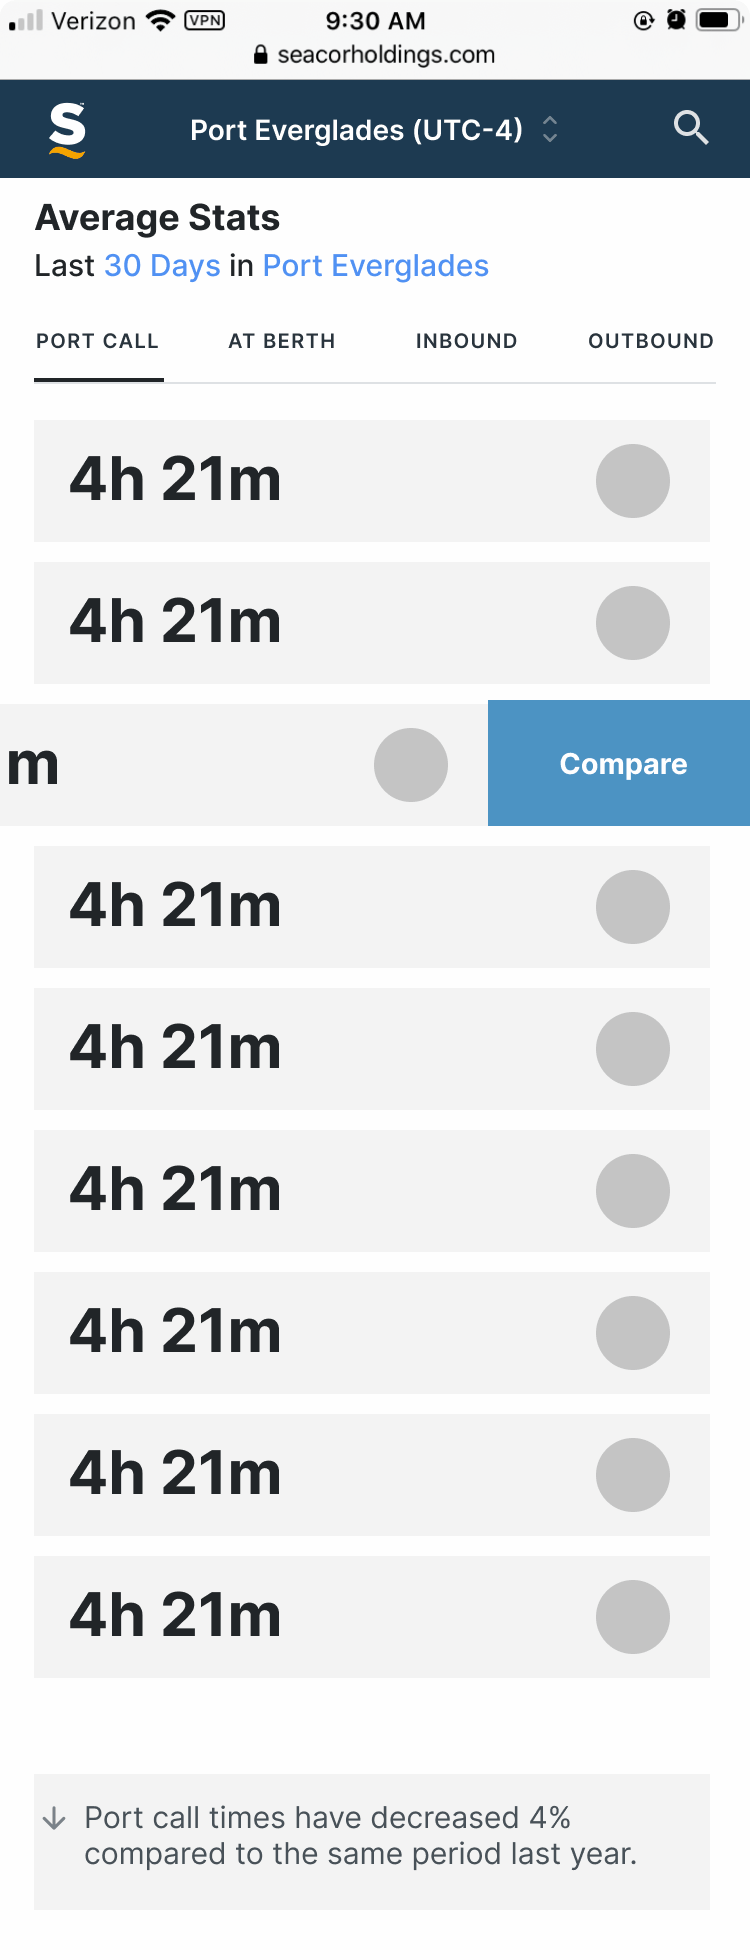 Verizon VPN 9:30 AM
seacorholdings.com
S Port Everglades (UTC-4)
Average Stats
Last 30 Days in Port Everglades
PORT CALL AT BERTH INBOUND OUTBOUND
4h 21m
4h 21m
m Compare
4h 21m
4h 21m
4h 21m
4h 21m
4h 21m
4h 21m
Port call times have decreased 4%
compared to the same period last year.